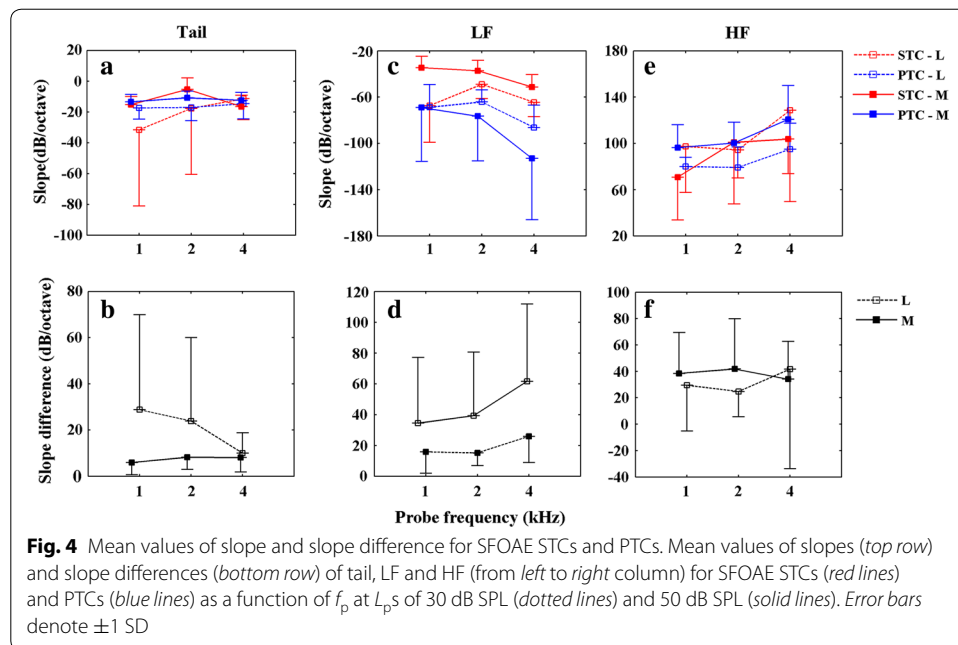 Tail
LF
HF
a
c
e
20
0
-20
-40
-60
-80
-100
Slope(dB/octave)
1
2
4
-20
-60
-100
-140
-180
Slope (dB/octave)
1
2
4
180
140
100
60
20
1
2
4
STC - L
PTC - L
STC - M
PTC - M
b
d
f
80
60
40
20
0
Slope difference (dB/octave)
1
2
4
120
100
80
60
40
20
0
1
2
4
100
80
60
40
20
0
-20
-40
1
2
4
L
M
Probe frequency (kHz)
Fig. 4 Mean values of slope and slope difference for SFOAE STCs and PTCs. Mean values of slopes (top row)
and slope differences (bottom row) of tail, LF and HF (from left to right column) for SFOAE STCs (red lines)
and PTCs (blue lines) as a function of fp at Lps of 30 dB SPL (dotted lines) and 50 dB SPL (solid lines). Error bars
denote ±1 SD